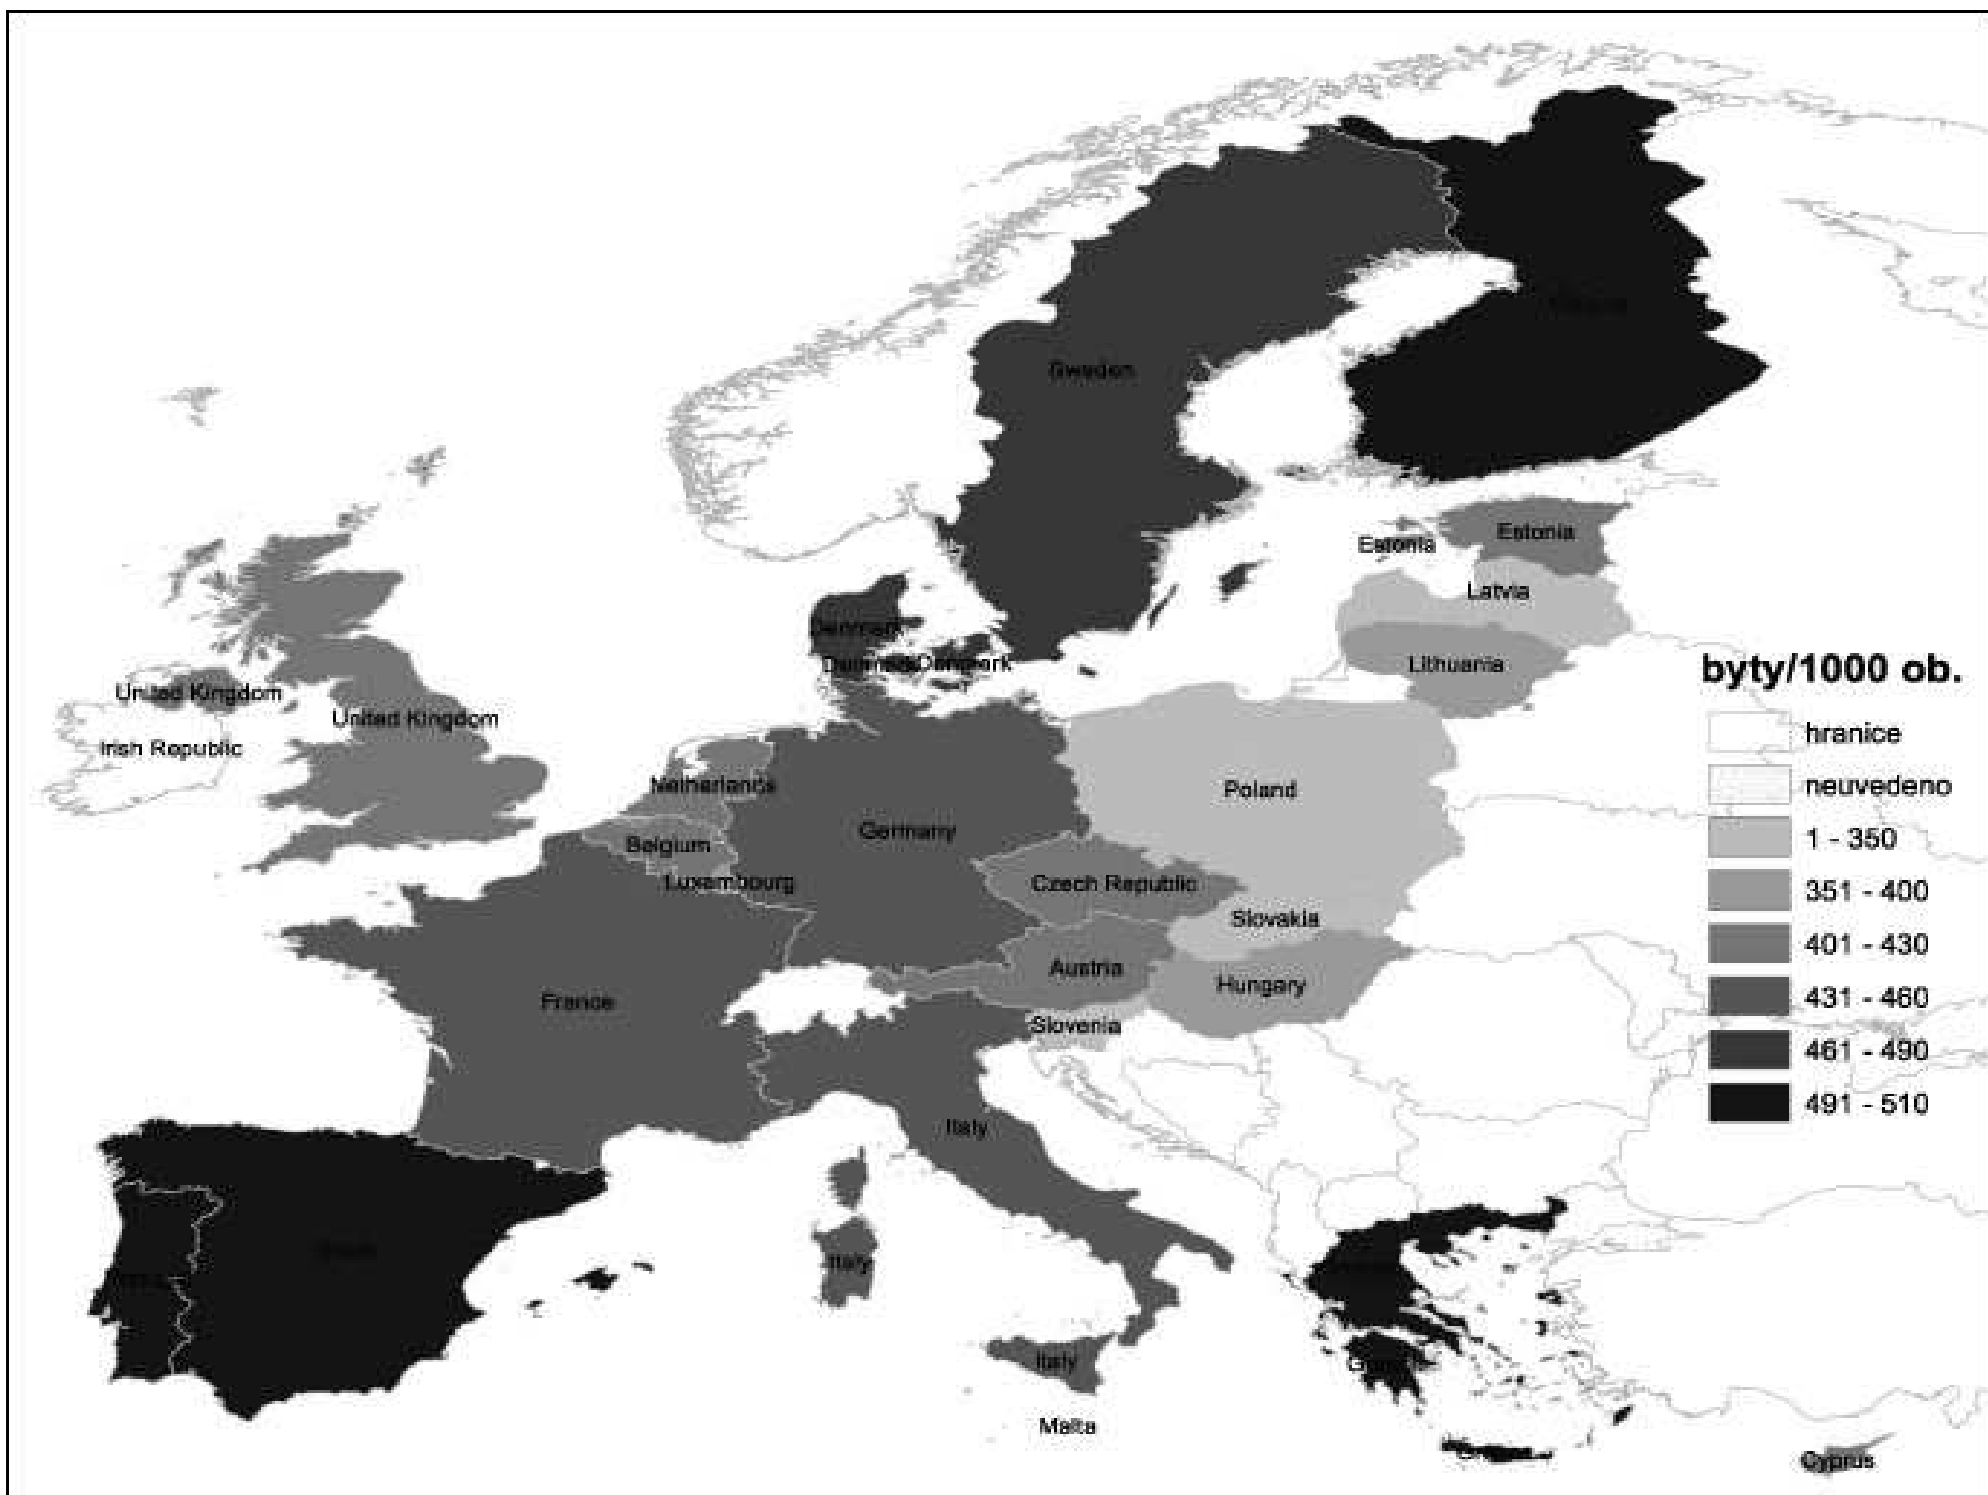 Sweden
Estonia
Estonia
Latvia
Denmark
Denmark
Denmark
Lithuania
byty/1000 ob.
United Kingdom
United Kingdom
Irish Republic
hranice
Netherlands
Poland
neuvedeno
Germany
Belgium
1 - 350
Luxembourg
Czech Republic
351 - 400
Slovakia
401 - 430
Austria
Hungary
France
431 - 460
Slovenia
461 - 490
491 - 510
Italy
Italy
Italy
Malta
Cyprus